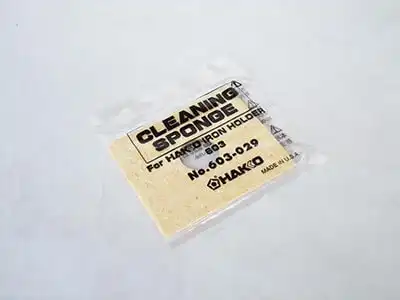 CLEANING
SPONGE
For HAKKO IRON HOLDER
603
No.603-029
HAKKO
MADE IN U.S.A